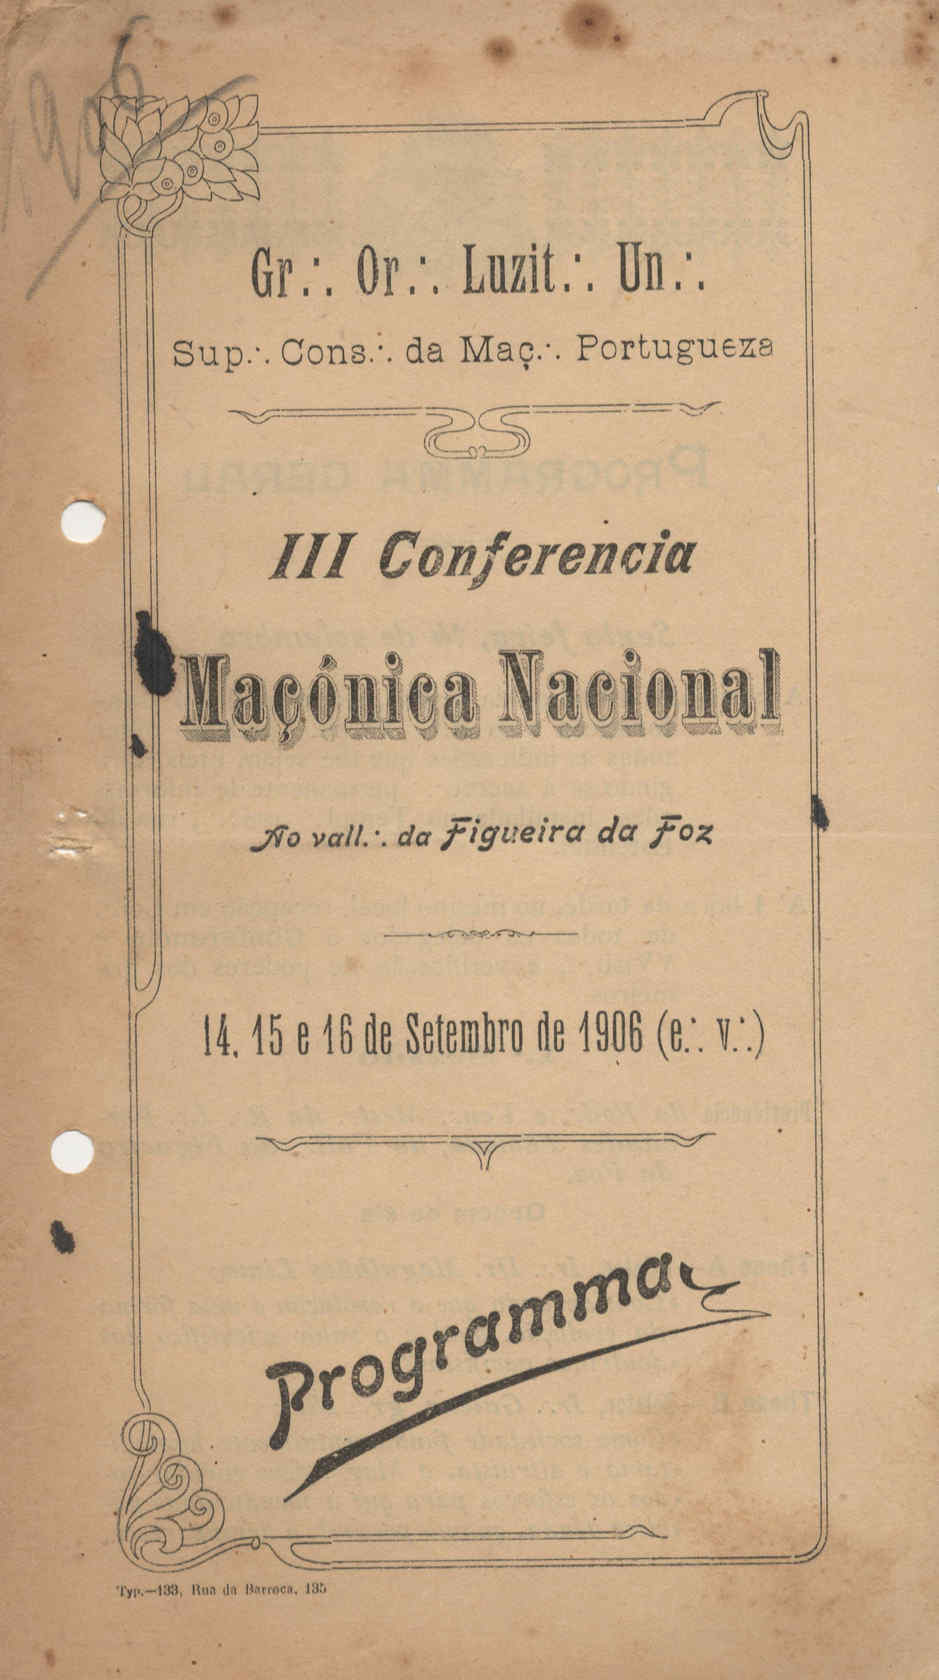 1906
Gr.·. Or.·. Luzit.·. Un.·.
Sup.·. Cons.·. da Maç.·. Portugueza
III Conferencia
Maçónica Nacional
Ao vall.·. da Figueira da Foz
14, 15 e 16 de Setembro de 1906 (e.·. v.·.)
Programma
Typ.—133, Rua da Barroca, 135